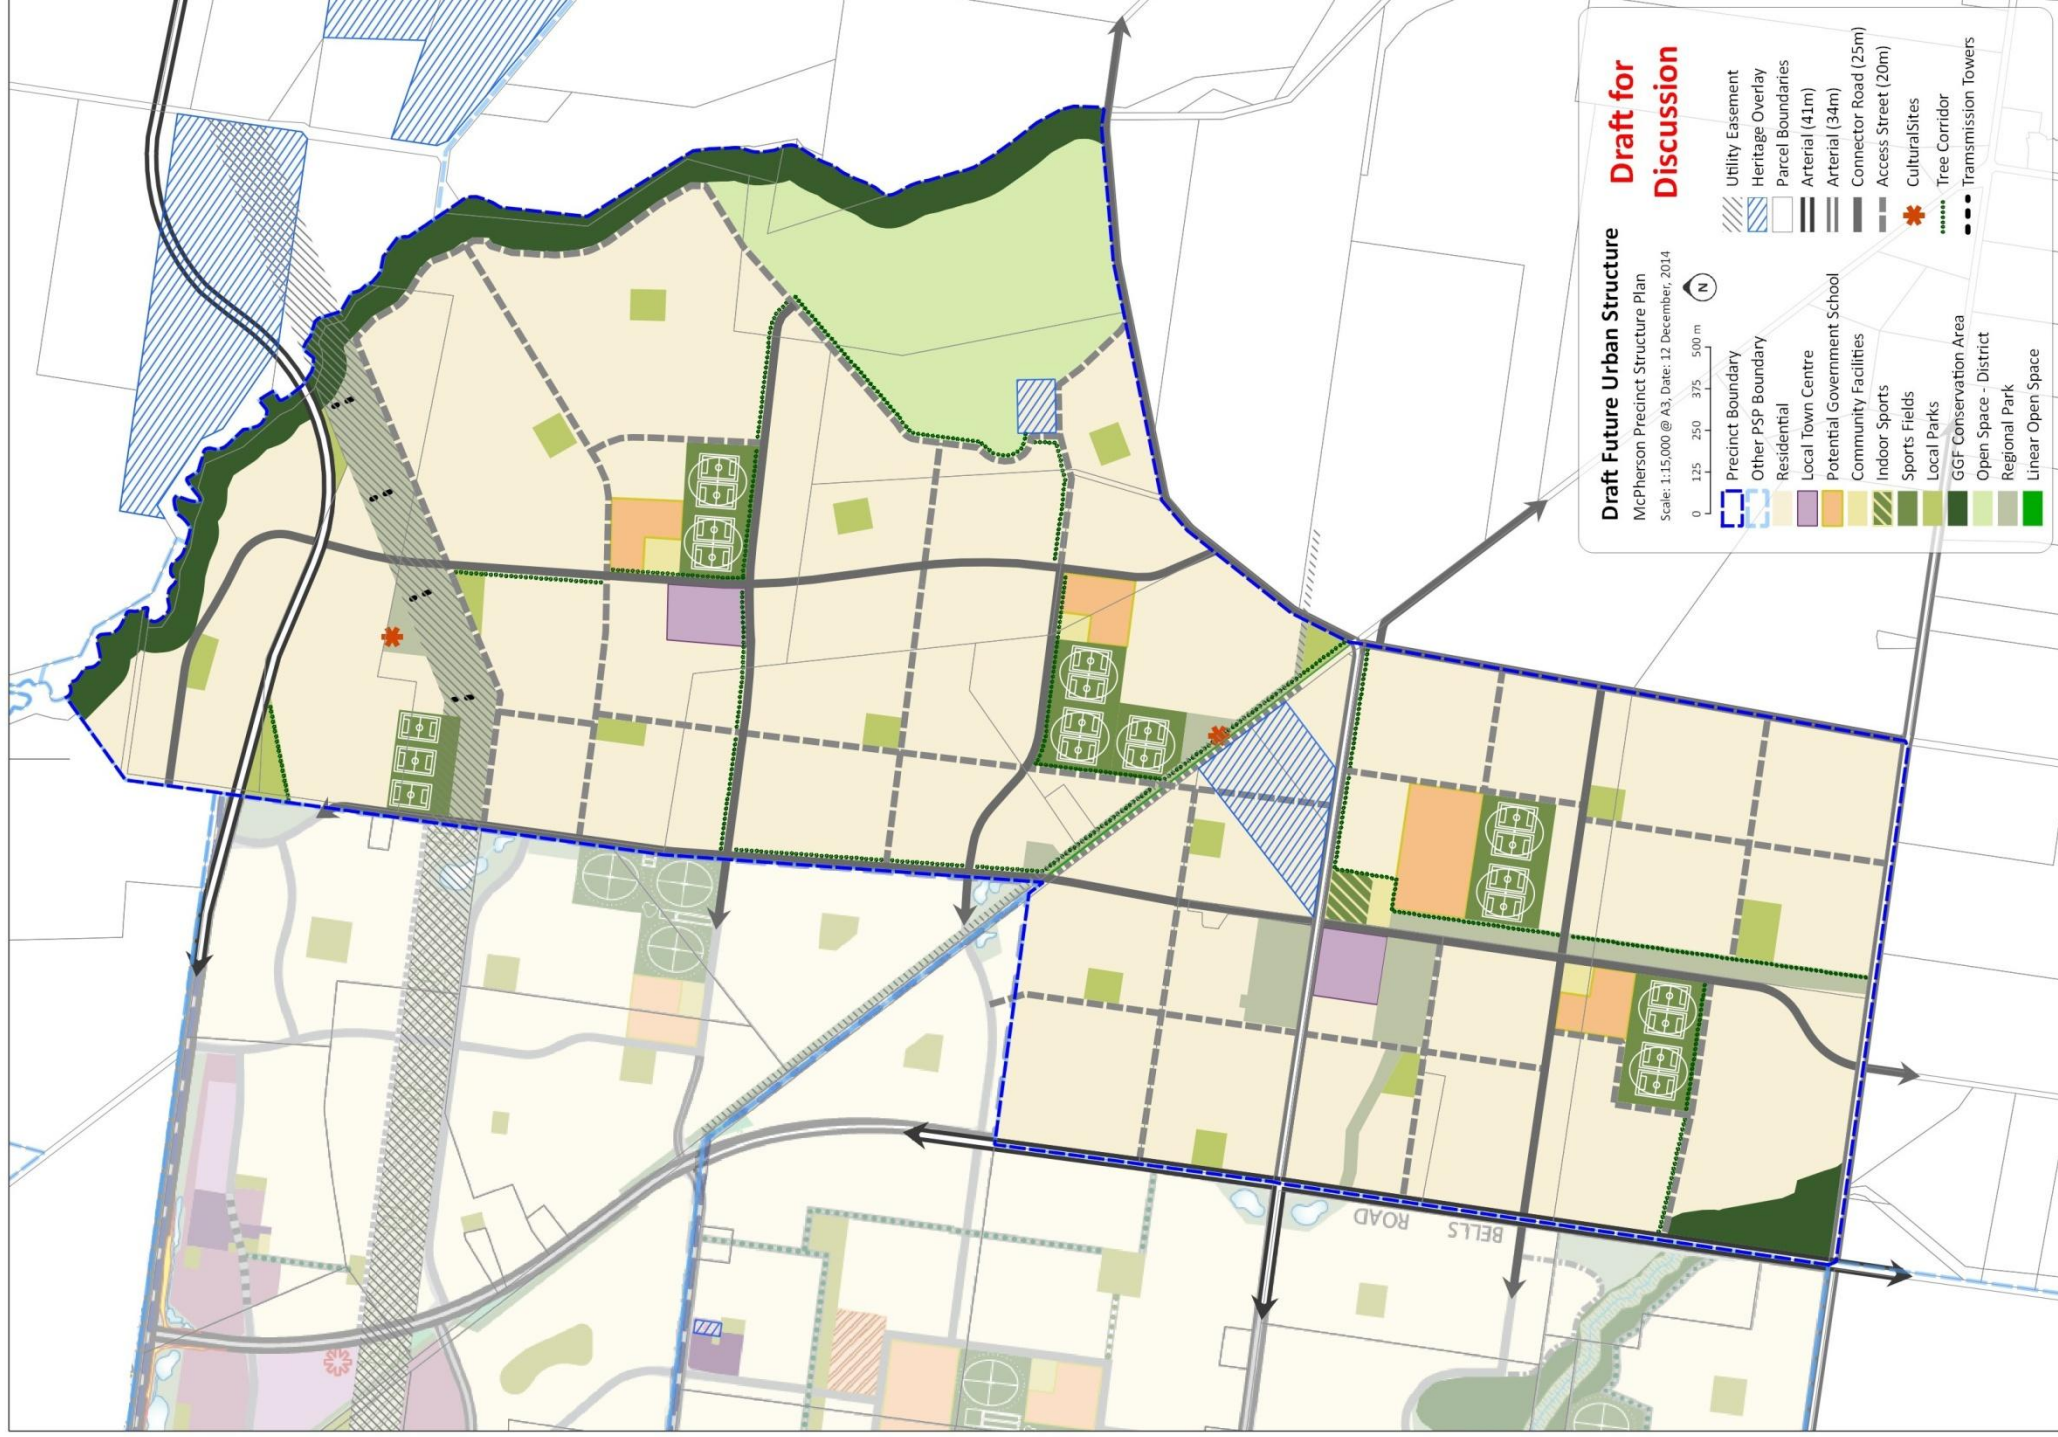 Draft Future Urban Structure
McPherson Precinct Structure Plan
Scale: 1:15,000 @ A3, Date: 12 December, 2014
Draft for
Discussion
0 125 250 375 500 m
N
Precinct Boundary
Other PSP Boundary
Residential
Local Town Centre
Potential Government School
Community Facilities
Indoor Sports
Sports Fields
Local Parks
GGF Conservation Area
Open Space - District
Regional Park
Linear Open Space
Utility Easement
Heritage Overlay
Parcel Boundaries
Arterial (41m)
Arterial (34m)
Connector Road (25m)
Access Street (20m)
CulturalSites
Tree Corridor
Tramsmission Towers
BELLS ROAD